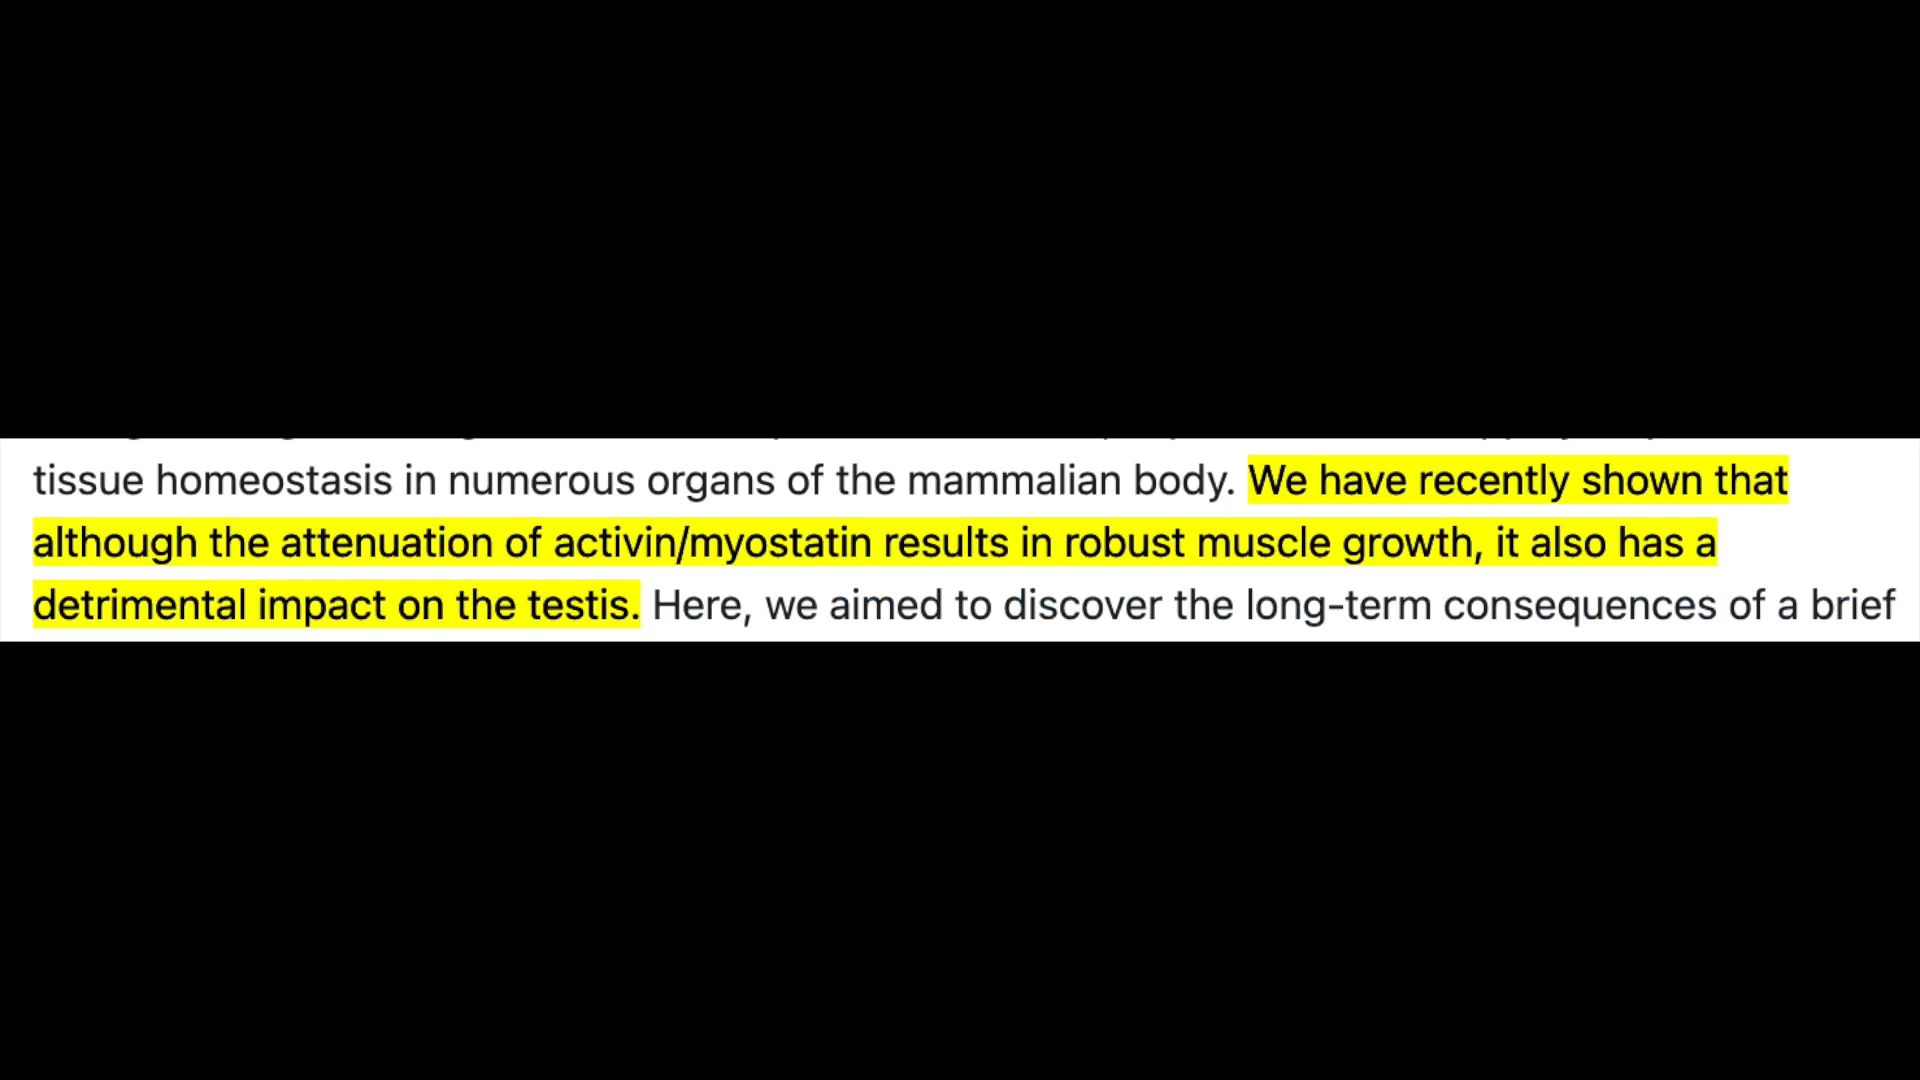 tissue homeostasis in numerous organs of the mammalian body. We have recently shown that
although the attenuation of activin/myostatin results in robust muscle growth, it also has a
detrimental impact on the testis. Here, we aimed to discover the long-term consequences of a brief